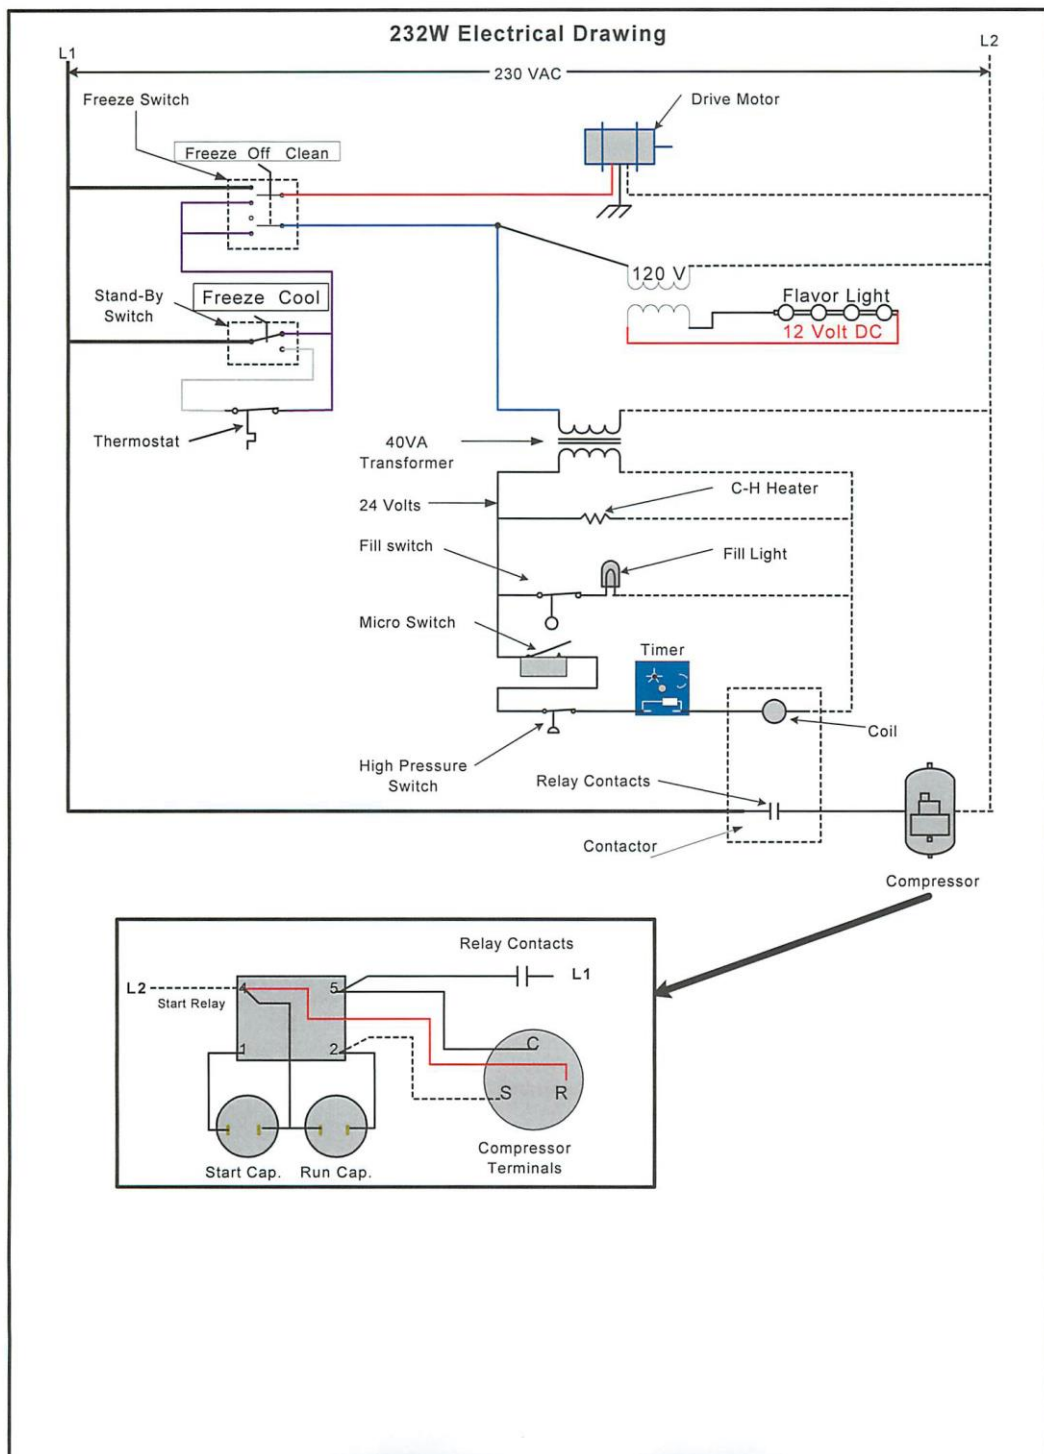 232W Electrical Drawing
L1
L2
230 VAC
Freeze Switch
Drive Motor
Freeze Off Clean
120 V
Stand-By
Switch
Freeze Cool
Flavor Light
12 Volt DC
Thermostat
40VA
Transformer
C-H Heater
24 Volts
Fill switch
Fill Light
Micro Switch
Timer
Coil
High Pressure
Switch
Relay Contacts
Contactor
Compressor
Relay Contacts
L1
L2
Start Relay
4
5
1
2
C
S
R
Compressor
Terminals
Start Cap.
Run Cap.